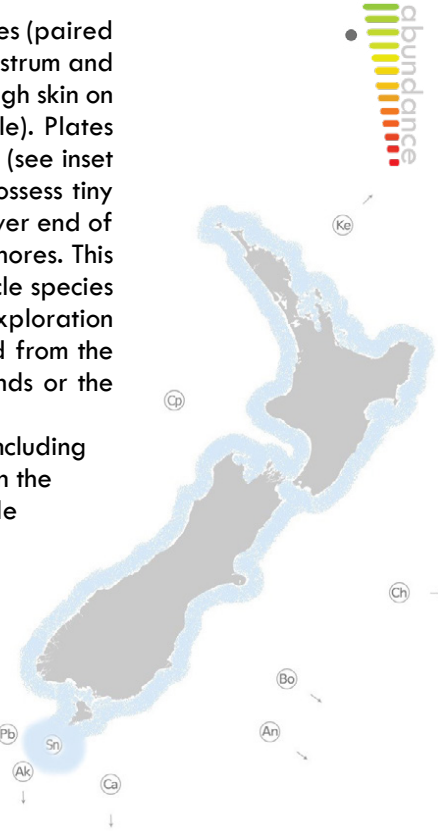 es (paired
strum and
gh skin on
le). Plates
(see inset
ossess tiny
ver end of
hores. This
cle species
xploration
d from the
nds or the
ncluding
n the
le
abundance
Ke
Cp
Ch
Bo
An
Pb
Sn
Ak
Ca